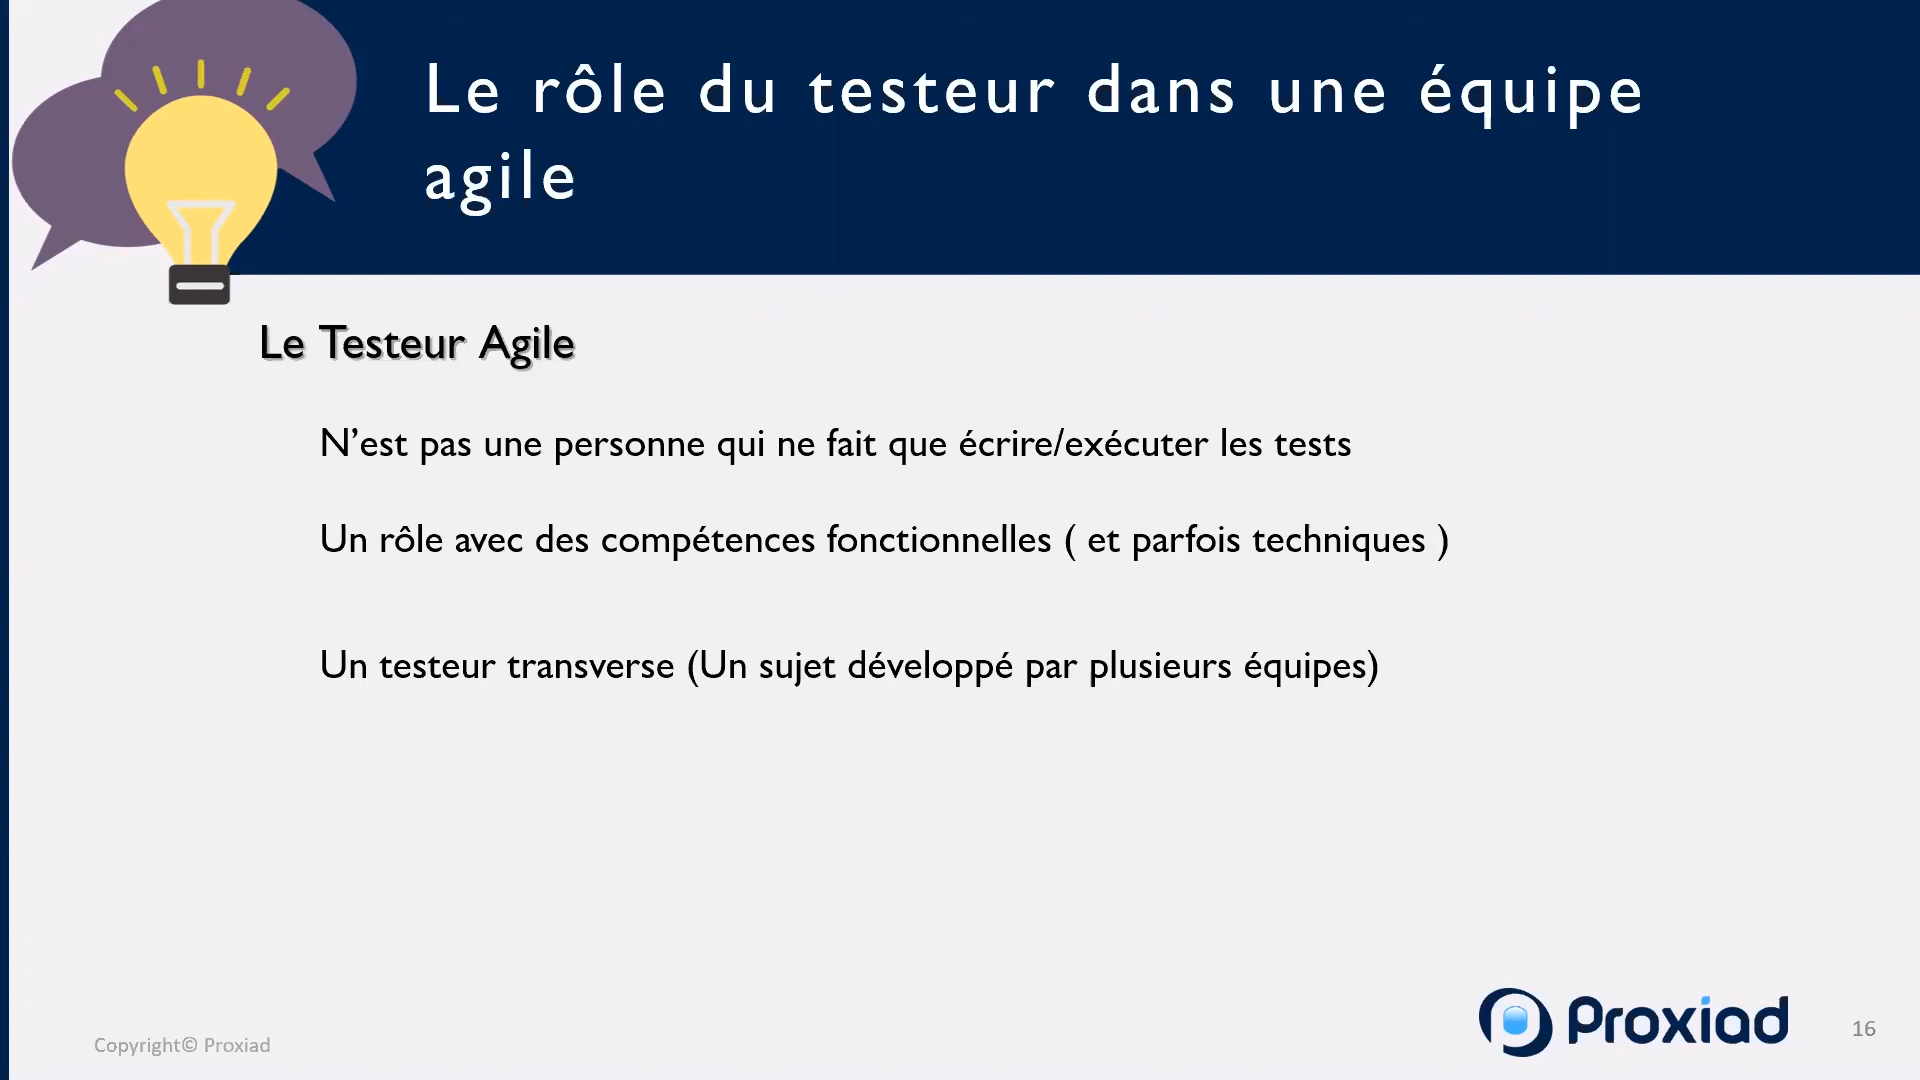 Le rôle du testeur dans une équipe
agile
Le Testeur Agile
N’est pas une personne qui ne fait que écrire/exécuter les tests
Un rôle avec des compétences fonctionnelles ( et parfois techniques )
Un testeur transverse (Un sujet développé par plusieurs équipes)
Copyright© Proxiad
Proxiad
16